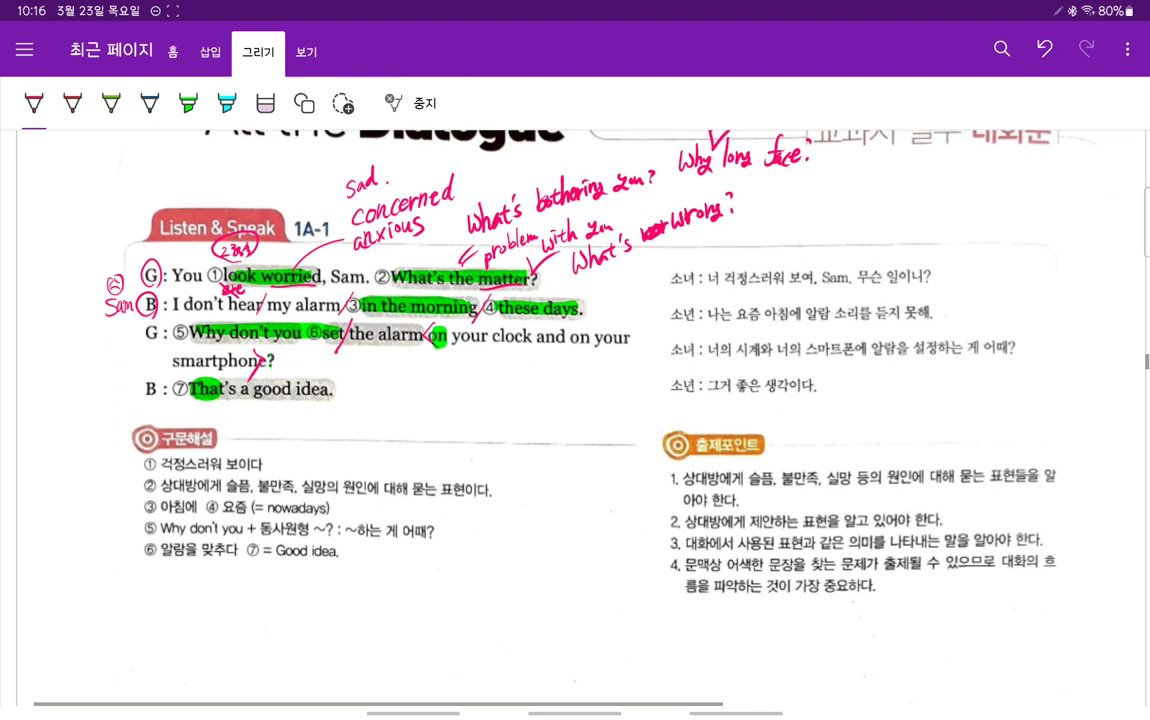 10:16 3월 23일 목요일 80%
최근 페이지 홈 삽입 그리기 보기
중지
All the Dialogue 교과서 필수 대화문
Why long face?
sad.
concerned
anxious
What's bothering you?
problem with you
What's wrong?
Listen & Speak 1A-1
G : You ①look worried, Sam. ②What's the matter?
are
Sam B : I don't hear my alarm ③in the morning ④these days.
G : ⑤Why don't you ⑥set the alarm on your clock and on your
smartphone?
B : ⑦That's a good idea.
소녀 : 너 걱정스러워 보여, Sam. 무슨 일이니?
소년 : 나는 요즘 아침에 알람 소리를 듣지 못해.
소녀 : 너의 시계와 너의 스마트폰에 알람을 설정하는 게 어때?
소년 : 그거 좋은 생각이다.
구문해설
① 걱정스러워 보이다
② 상대방에게 슬픔, 불만족, 실망의 원인에 대해 묻는 표현이다.
③ 아침에 ④ 요즘 (= nowadays)
⑤ Why don't you + 동사원형 ~? : ~하는 게 어때?
⑥ 알람을 맞추다 ⑦ = Good idea.
출제포인트
1. 상대방에게 슬픔, 불만족, 실망 등의 원인에 대해 묻는 표현들을 알
아야 한다.
2. 상대방에게 제안하는 표현을 알고 있어야 한다.
3. 대화에서 사용된 표현과 같은 의미를 나타내는 말을 알아야 한다.
4. 문맥상 어색한 문장을 찾는 문제가 출제될 수 있으므로 대화의 흐
름을 파악하는 것이 가장 중요하다.